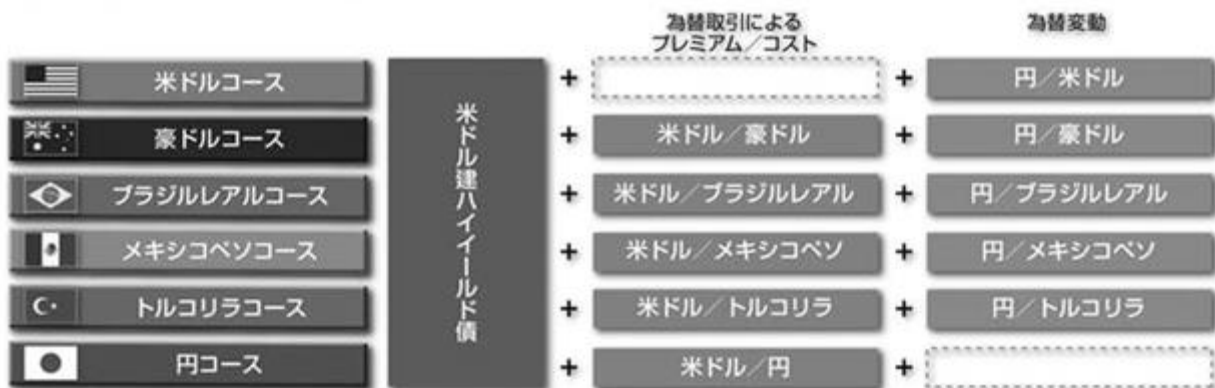 為替取引による
プレミアム/コスト
為替変動
米ドルコース
米ドル建ハイイールド債
+
+
円/米ドル
豪ドルコース
+
米ドル/豪ドル
+
円/豪ドル
ブラジルレアルコース
+
米ドル/ブラジルレアル
+
円/ブラジルレアル
メキシコペソコース
+
米ドル/メキシコペソ
+
円/メキシコペソ
トルコリラコース
+
米ドル/トルコリラ
+
円/トルコリラ
円コース
+
米ドル/円
+